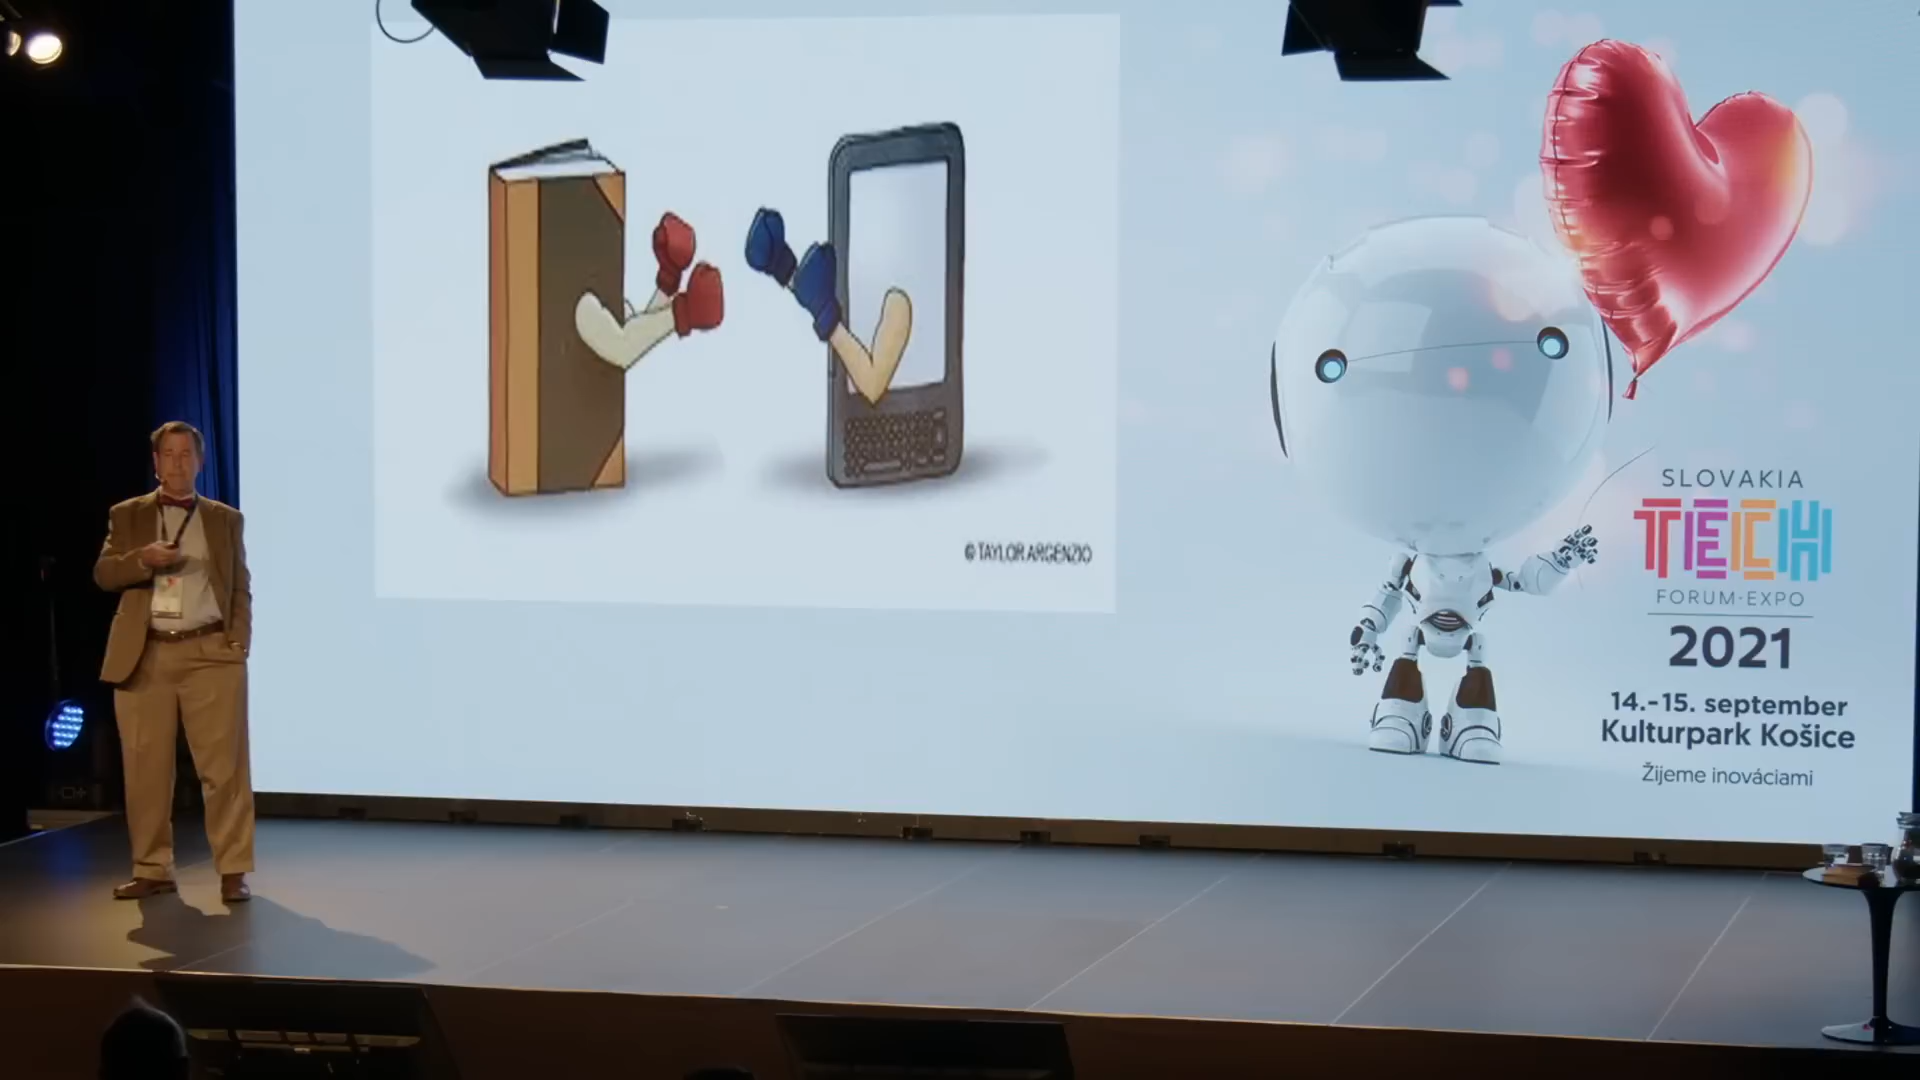 © TAYLOR ARGENZIO
SLOVAKIA
TECH
FORUM-EXPO
2021
14.-15. september
Kulturpark Košice
Žijeme inováciami